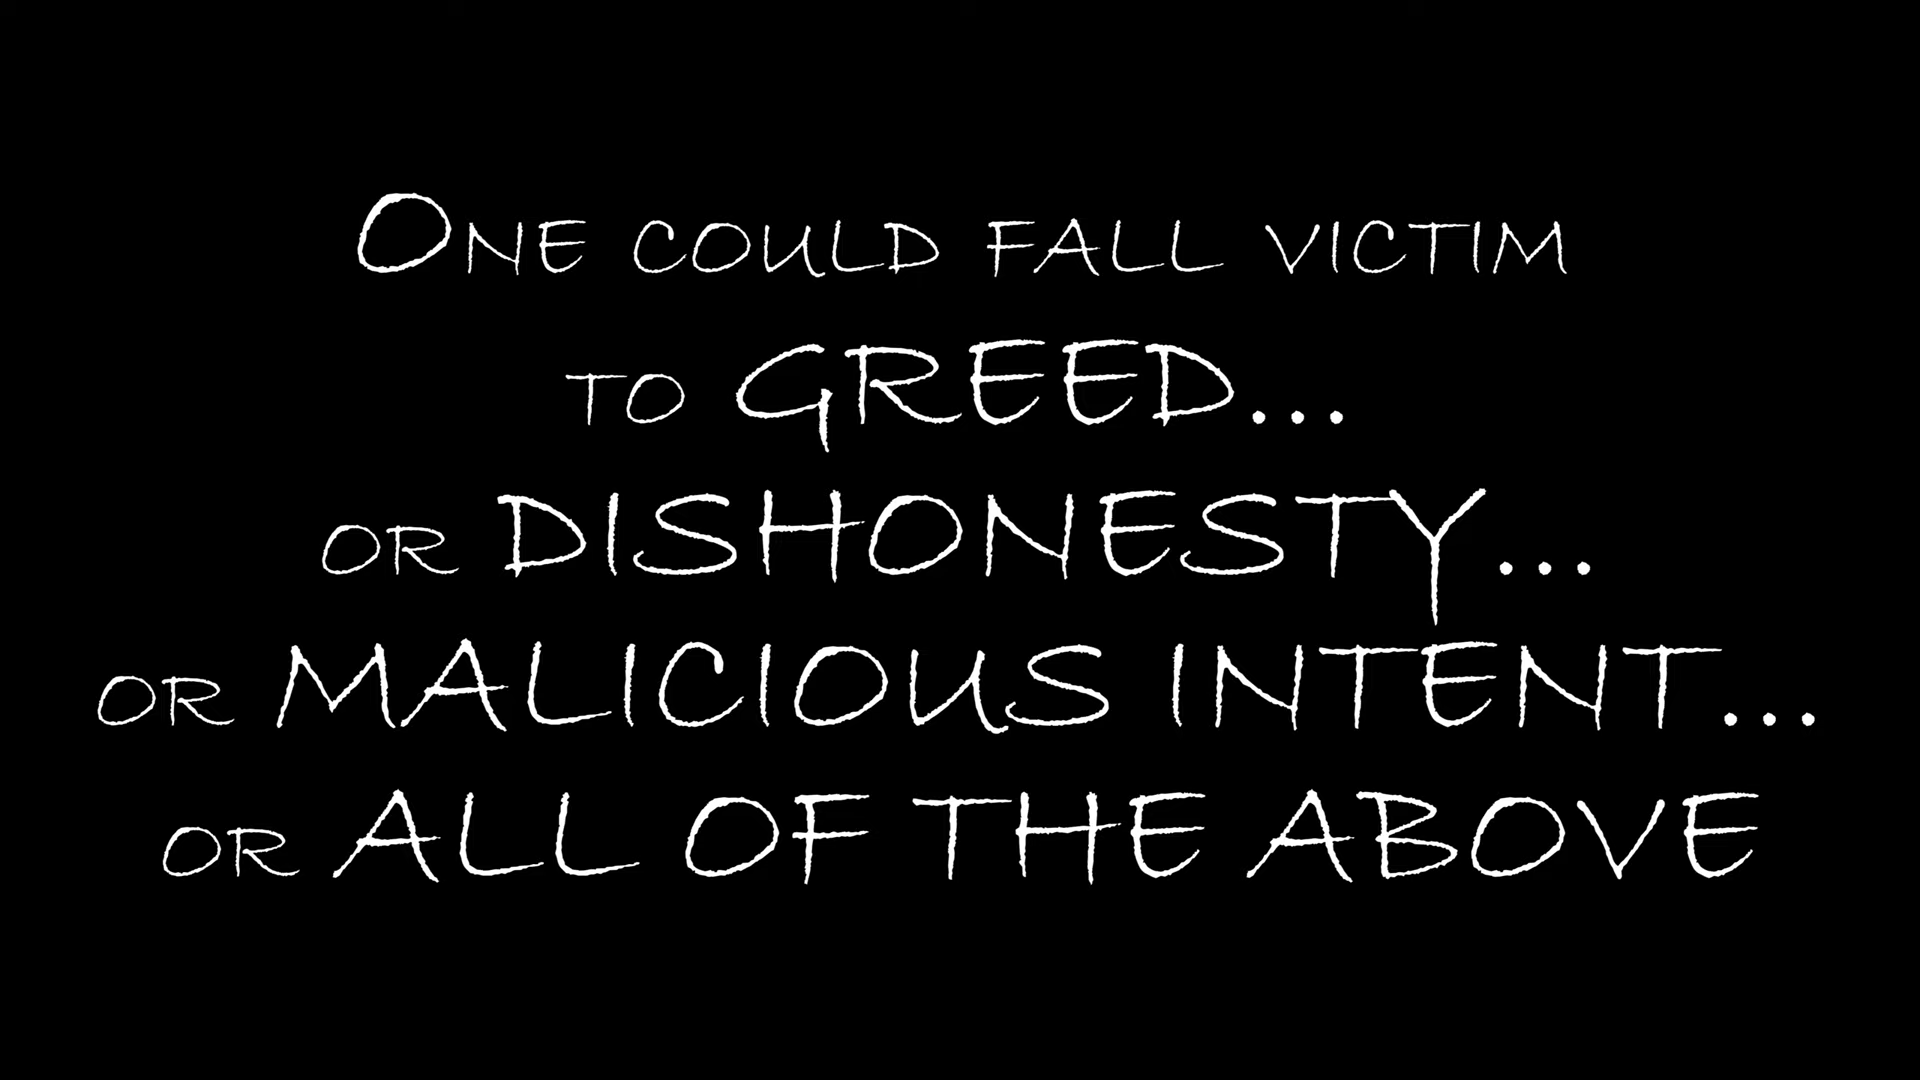 One could fall victim
to GREED...
or DISHONESTY...
or MALICIOUS INTENT...
or ALL OF THE ABOVE